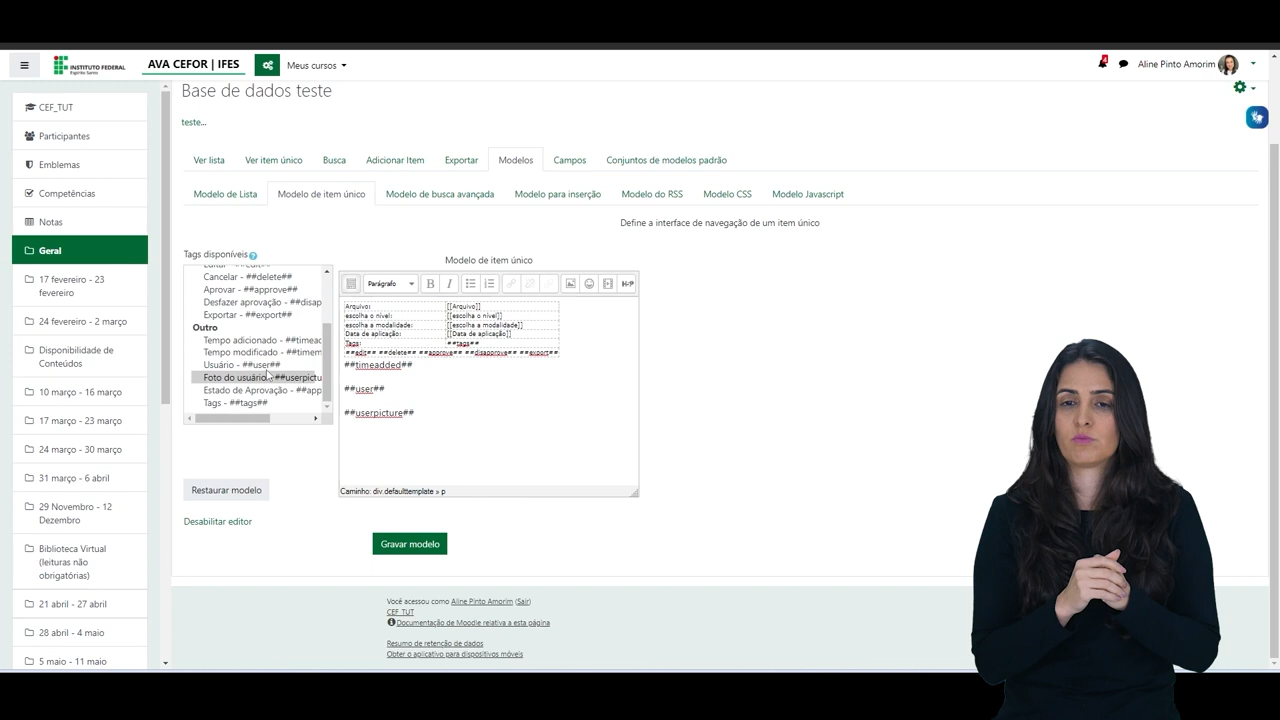 INSTITUTO FEDERAL
Espírito Santo
AVA CEFOR | IFES
Meus cursos
4
Aline Pinto Amorim
CEF_TUT
Participantes
Emblemas
Competências
Notas
Geral
17 fevereiro - 23
fevereiro
24 fevereiro - 2 março
Disponibilidade de
Conteúdos
10 março - 16 março
17 março - 23 março
24 março - 30 março
31 março - 6 abril
29 Novembro - 12
Dezembro
Biblioteca Virtual
(leituras não
obrigatórias)
21 abril - 27 abril
28 abril - 4 maio
5 maio - 11 maio
Base de dados teste
teste...
Ver lista
Ver item único
Busca
Adicionar Item
Exportar
Modelos
Campos
Conjuntos de modelos padrão
Modelo de Lista
Modelo de item único
Modelo de busca avançada
Modelo para inserção
Modelo do RSS
Modelo CSS
Modelo Javascript
Define a interface de navegação de um item único
Tags disponíveis
Cancelar - ##delete##
Aprovar - ##approve##
Desfazer aprovação - ##disap
Exportar - ##export##
Outro
Tempo adicionado - ##timeadd
Tempo modificado - ##timem
Usuário - ##user##
Foto do usuário - ##userpictu
Estado de Aprovação - ##app
Tags - ##tags##
Restaurar modelo
Desabilitar editor
Modelo de item único
Parágrafo
B I
H-P
Arquivo: [[Arquivo]]
escolha o nível: [[escolha o nível]]
escolha a modalidade: [[escolha a modalidade]]
Data de aplicação: [[Data de aplicação]]
Tags: ##tags##
##edit## ##delete## ##approve## ##disapprove## ##export##
##timeadded##
##user##
##userpicture##
Caminho: div.defaulttemplate » p
Gravar modelo
Você acessou como Aline Pinto Amorim (Sair)
CEF_TUT
Documentação de Moodle relativa a esta página
Resumo de retenção de dados
Obter o aplicativo para dispositivos móveis